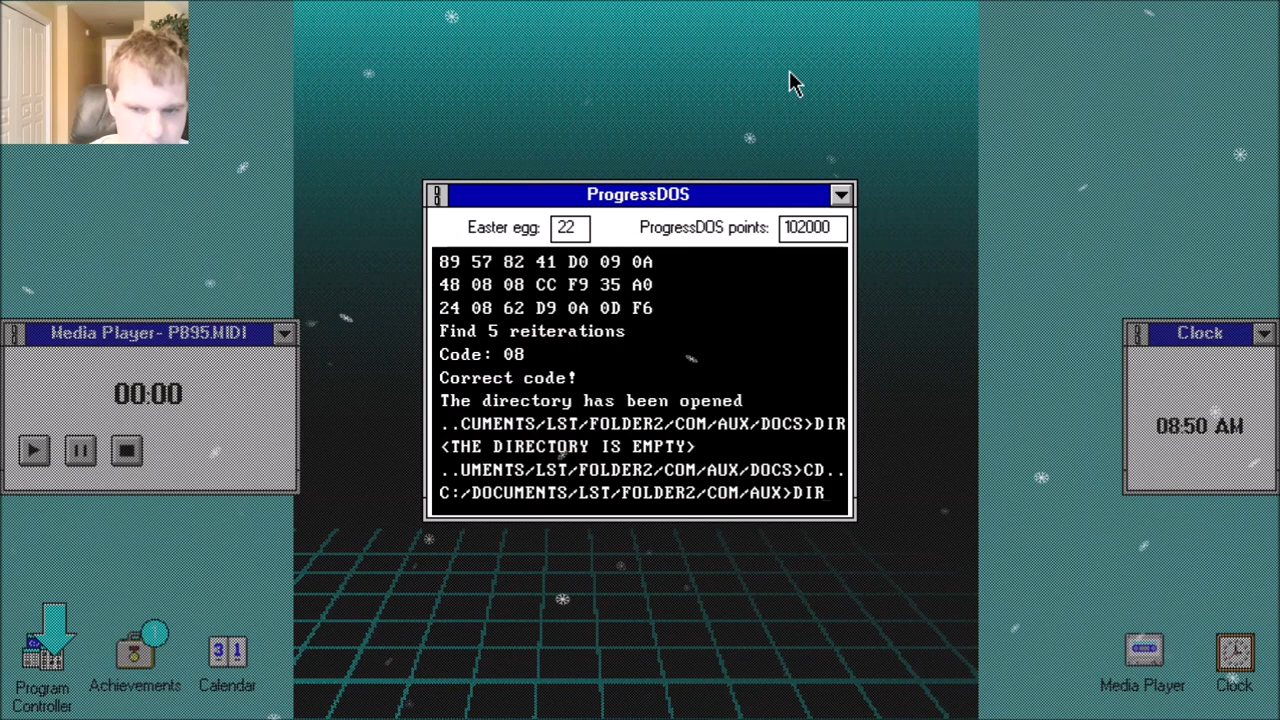 ProgressDOS
Easter egg: 22 ProgressDOS points: 102000
89 57 82 41 D0 09 0A
48 08 08 CC F9 35 A0
24 08 62 D9 0A 0D F6
Find 5 reiterations
Code: 08
Correct code!
The directory has been opened
..CUMENTS/LST/FOLDER2/COM/AUX/DOCS>DIR
<THE DIRECTORY IS EMPTY>
..UMENTS/LST/FOLDER2/COM/AUX/DOCS>CD..
C:/DOCUMENTS/LST/FOLDER2/COM/AUX>DIR_
Media Player- PB95.MIDI
00:00
Clock
08:50 AM
Program
Controller
Achievements
31
Calendar
Media Player
Clock